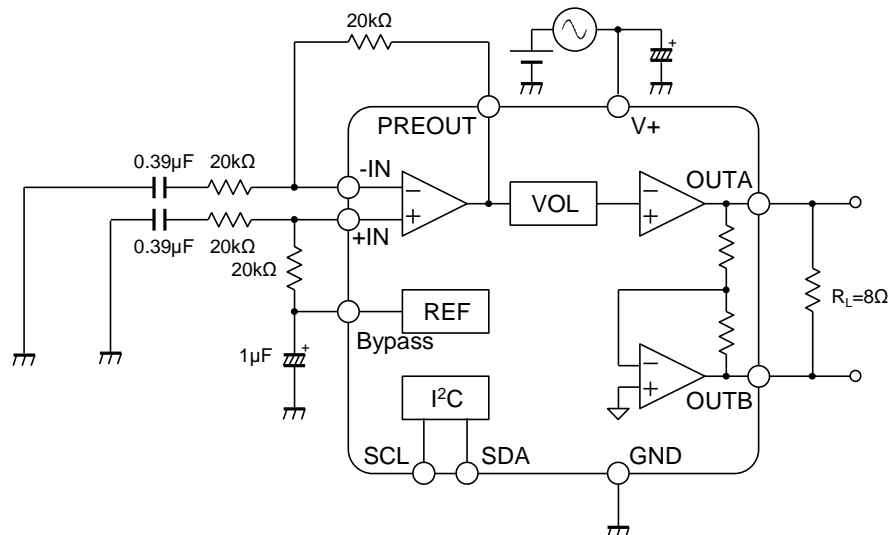 20kΩ
+
PREOUT
V+
0.39µF
20kΩ
-IN
−
+
VOL
−
+
OUTA
+IN
0.39µF
20kΩ
20kΩ
REF
Bypass
RL=8Ω
1µF
+
−
+
OUTB
I²C
SCL
SDA
GND